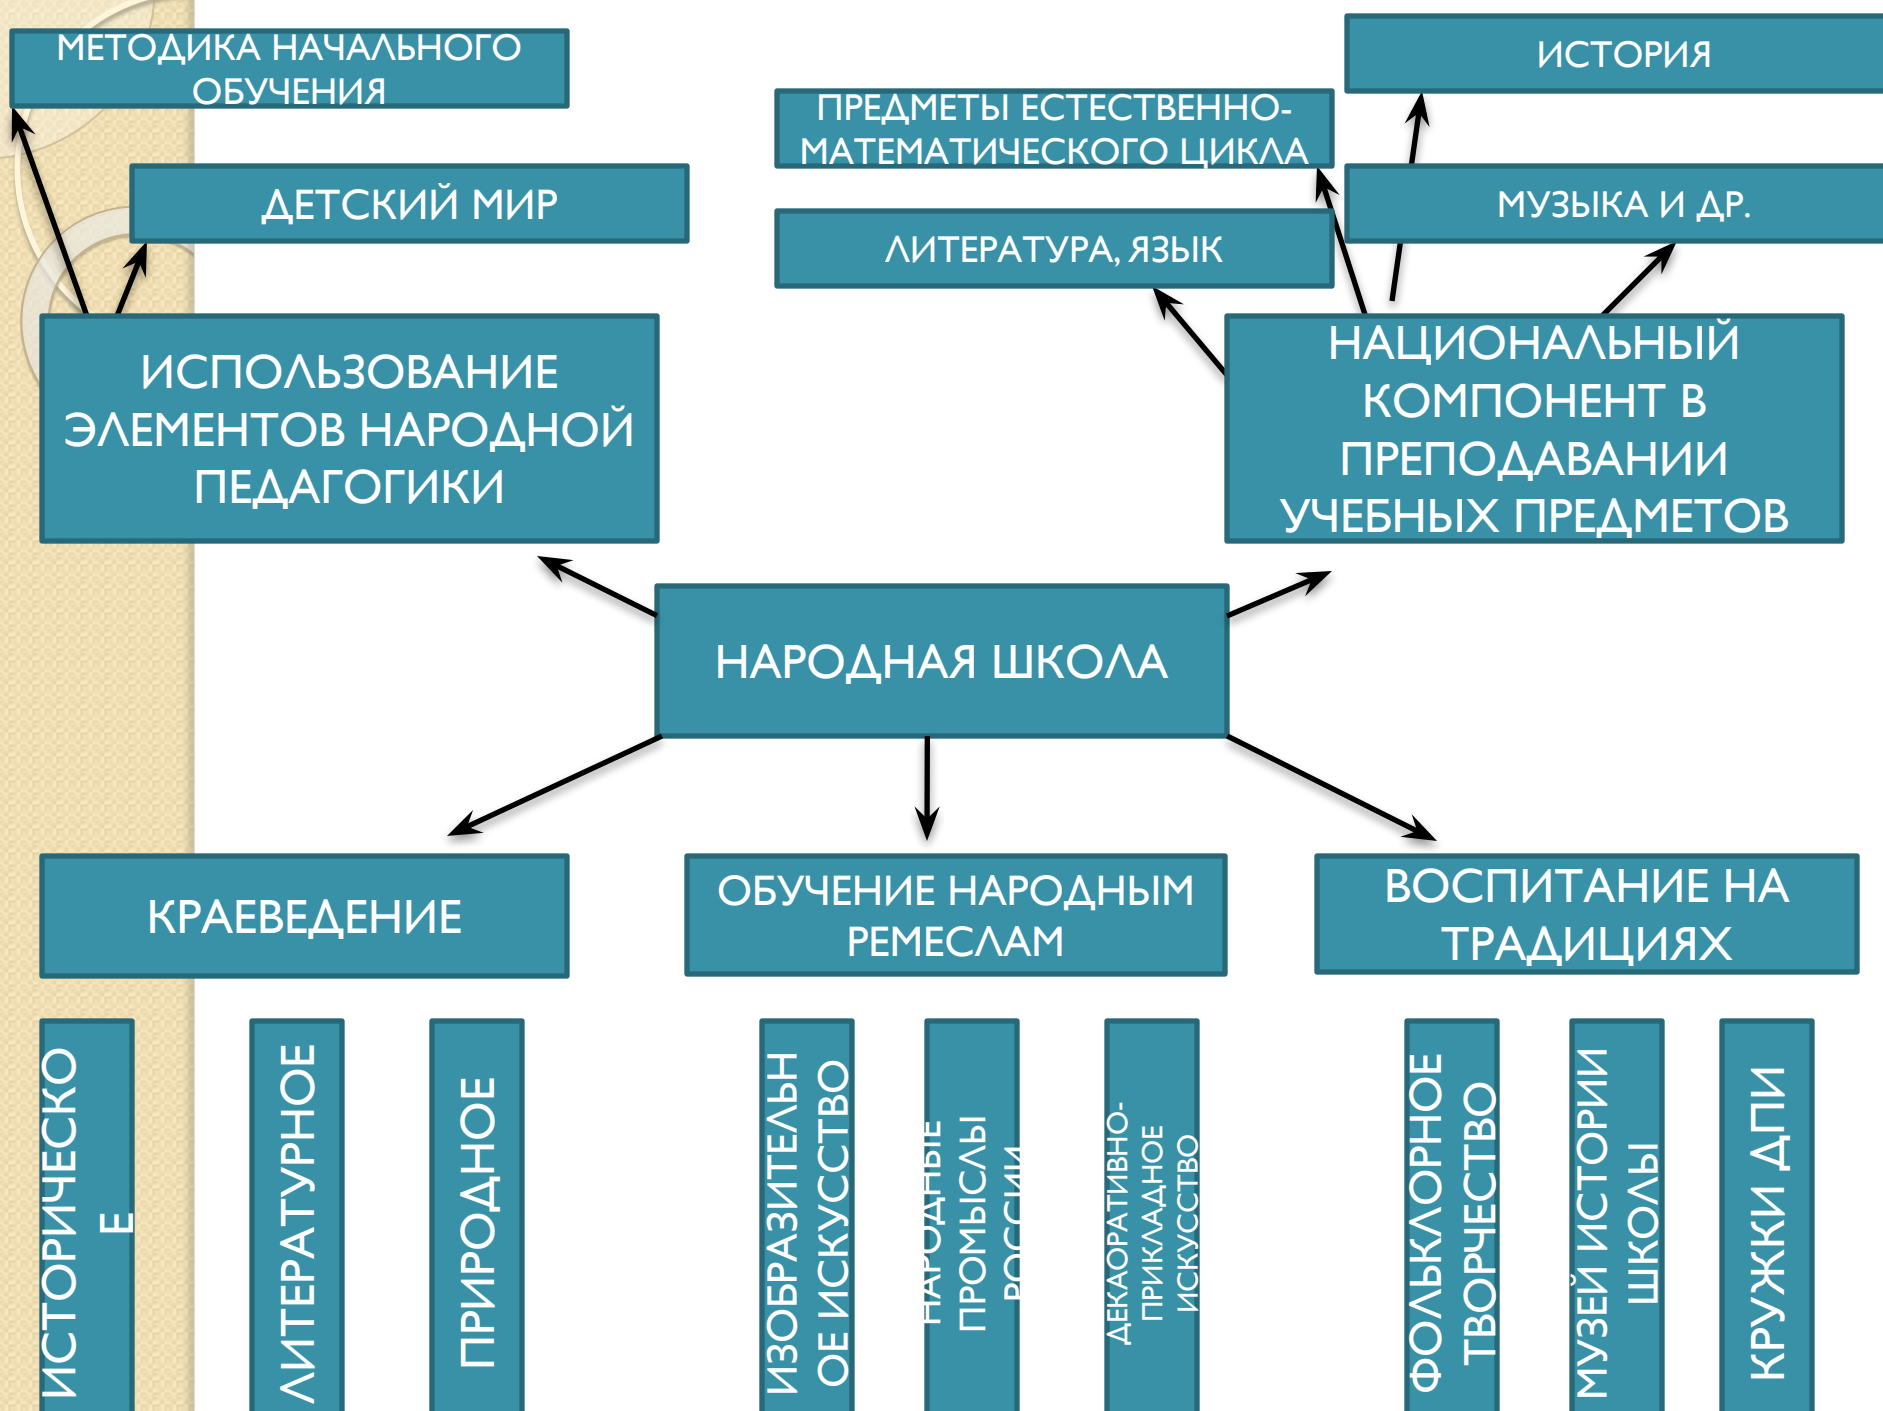 МЕТОДИКА НАЧАЛЬНОГО
ОБУЧЕНИЯ
ИСТОРИЯ
ПРЕДМЕТЫ ЕСТЕСТВЕННО-
МАТЕМАТИЧЕСКОГО ЦИКЛА
ДЕТСКИЙ МИР
МУЗЫКА И ДР.
ЛИТЕРАТУРА, ЯЗЫК
ИСПОЛЬЗОВАНИЕ
ЭЛЕМЕНТОВ НАРОДНОЙ
ПЕДАГОГИКИ
НАЦИОНАЛЬНЫЙ
КОМПОНЕНТ В
ПРЕПОДАВАНИИ
УЧЕБНЫХ ПРЕДМЕТОВ
НАРОДНАЯ ШКОЛА
КРАЕВЕДЕНИЕ
ОБУЧЕНИЕ НАРОДНЫМ
РЕМЕСЛАМ
ВОСПИТАНИЕ НА
ТРАДИЦИЯХ
ИСТОРИЧЕСКО
Е
ЛИТЕРАТУРНОЕ
ПРИРОДНОЕ
ИЗОБРАЗИТЕЛЬН
ОЕ ИСКУССТВО
НАРОДНЫЕ
ПРОМЫСЛЫ
РОССИИ
ДЕКАОРАТИВНО-
ПРИКЛАДНОЕ
ИСКУССТВО
ФОЛЬКЛОРНОЕ
ТВОРЧЕСТВО
МУЗЕЙ ИСТОРИИ
ШКОЛЫ
КРУЖКИ ДПИ